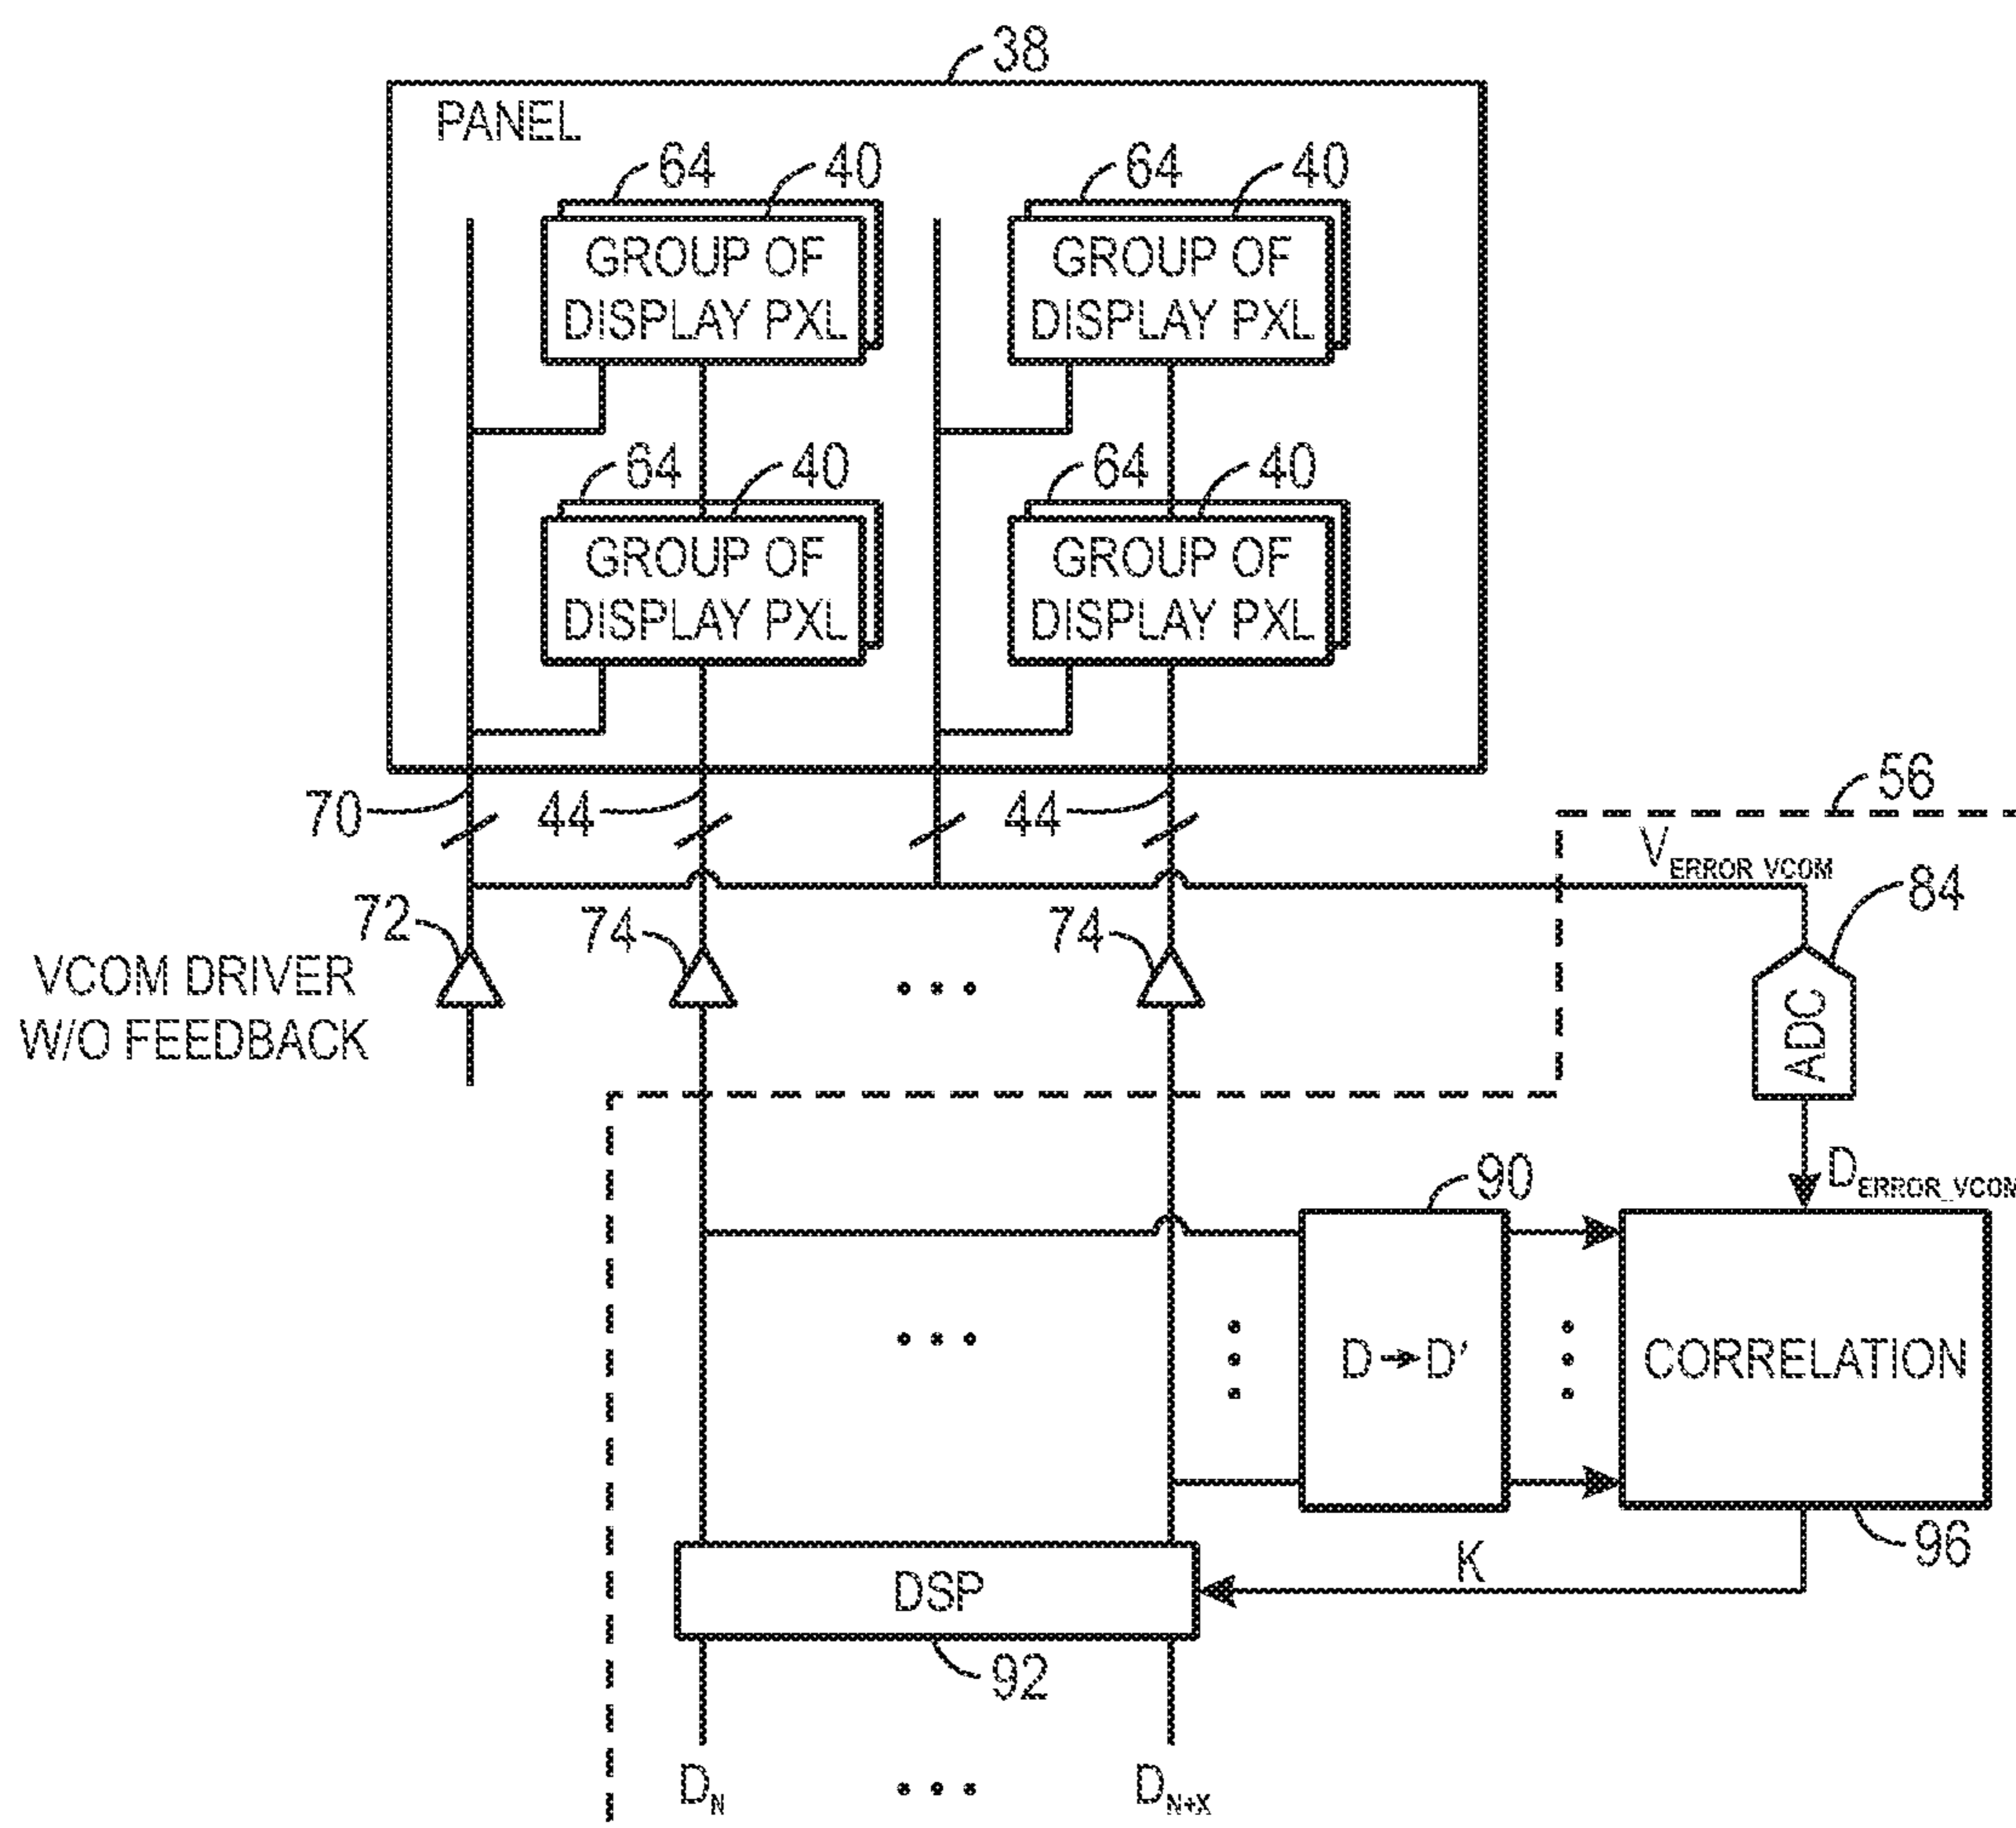 38
PANEL
64 40 64 40
GROUP OF
DISPLAY PXL
GROUP OF
DISPLAY PXL
64 40 64 40
GROUP OF
DISPLAY PXL
GROUP OF
DISPLAY PXL
70 44 44
56
VERROR_VCOM
84
72 74 74
VCOM DRIVER
W/O FEEDBACK
ADC
DERROR_VCOM
90
D→D'
CORRELATION
96
K
DSP
92
DN ... DN+X